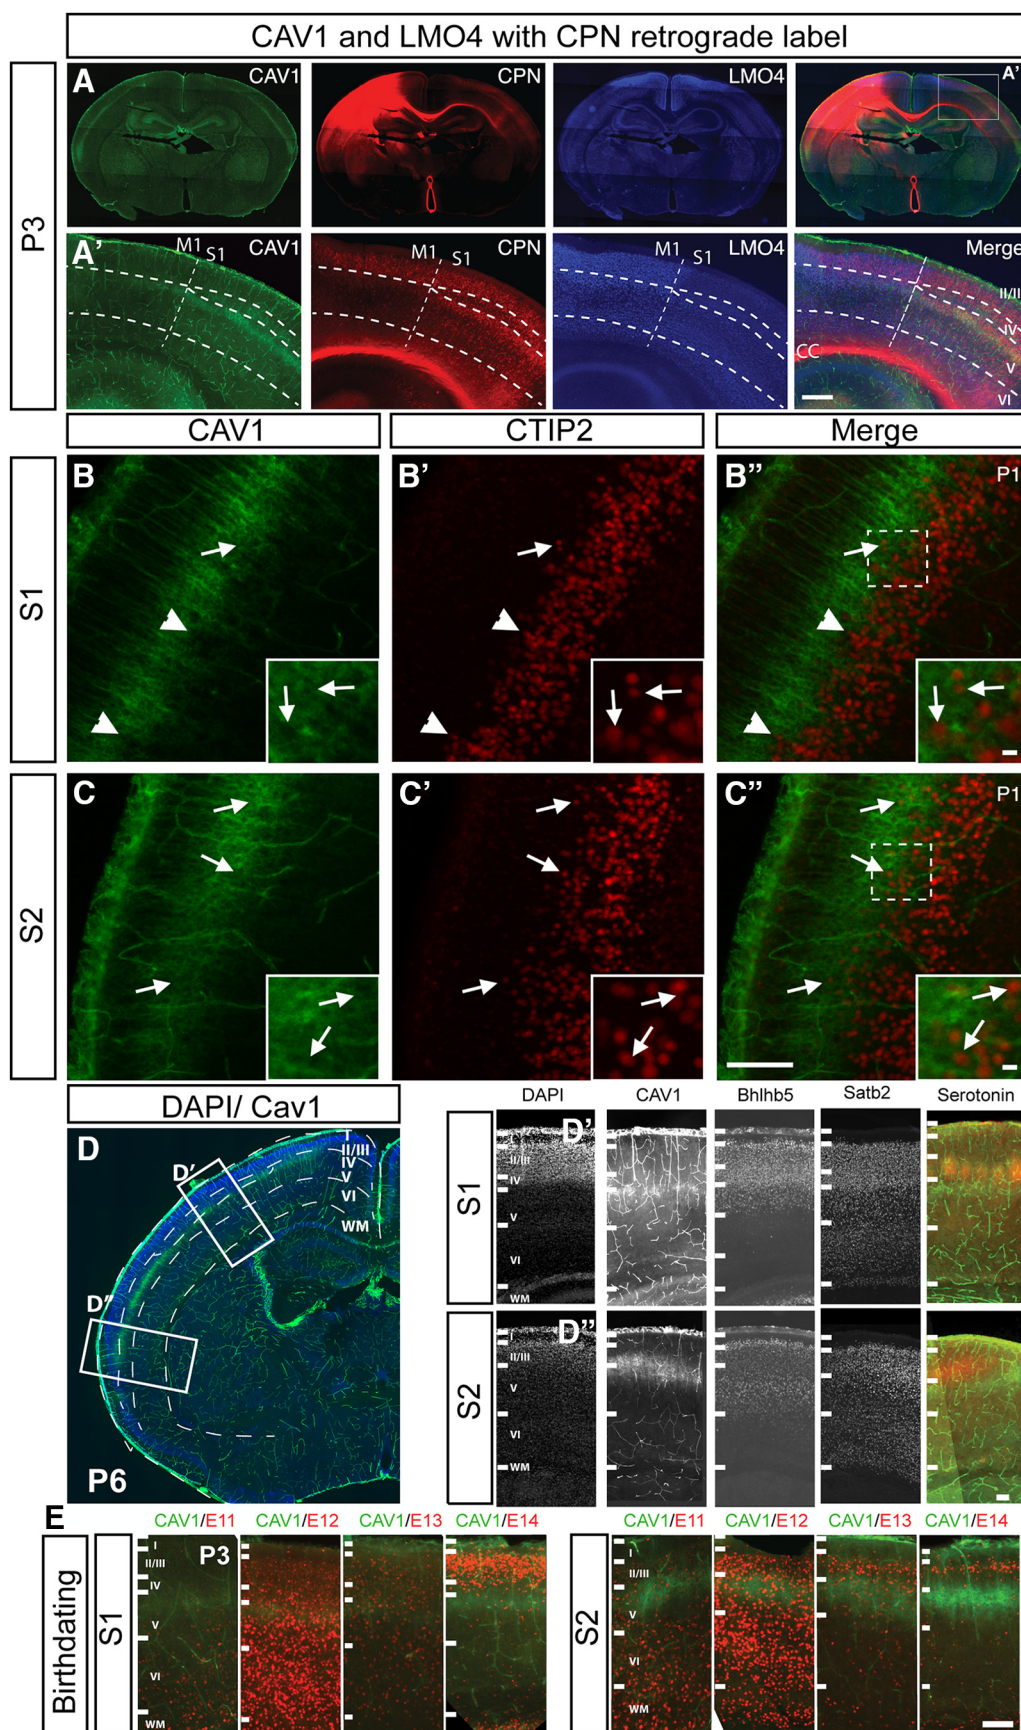 CAV1 and LMO4 with CPN retrograde label
P3
A CAV1
CPN
LMO4
A'
A' M1 S1 CAV1
M1 S1 CPN
M1 S1 LMO4
Merge
II/II
IV
V
VI
CC
CAV1
CTIP2
Merge
S1
B
B'
B" P1
S2
C
C'
C" P1
DAPI/ Cav1
D
D'
D"
I
II/III
IV
V
VI
WM
P6
DAPI
CAV1
Bhlhb5
Satb2
Serotonin
S1
D'
I
II/III
IV
V
VI
WM
S2
D"
I
II/III
V
VI
WM
E
Birthdating
S1
CAV1/E11
CAV1/E12
CAV1/E13
CAV1/E14
P3
I
II/III
IV
V
VI
WM
S2
CAV1/E11
CAV1/E12
CAV1/E13
CAV1/E14
I
II/III
V
VI
WM